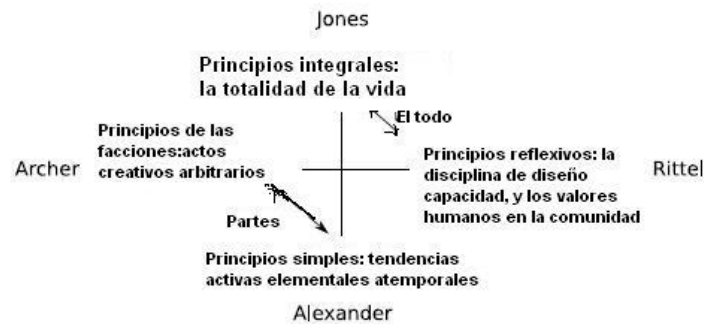 Jones
Principios integrales:
la totalidad de la vida
El todo
Principios de las
facciones:actos
creativos arbitrarios
Archer
Principios reflexivos: la
disciplina de diseño
capacidad, y los valores
humanos en la comunidad
Rittel
Partes
Principios simples: tendencias
activas elementales atemporales
Alexander